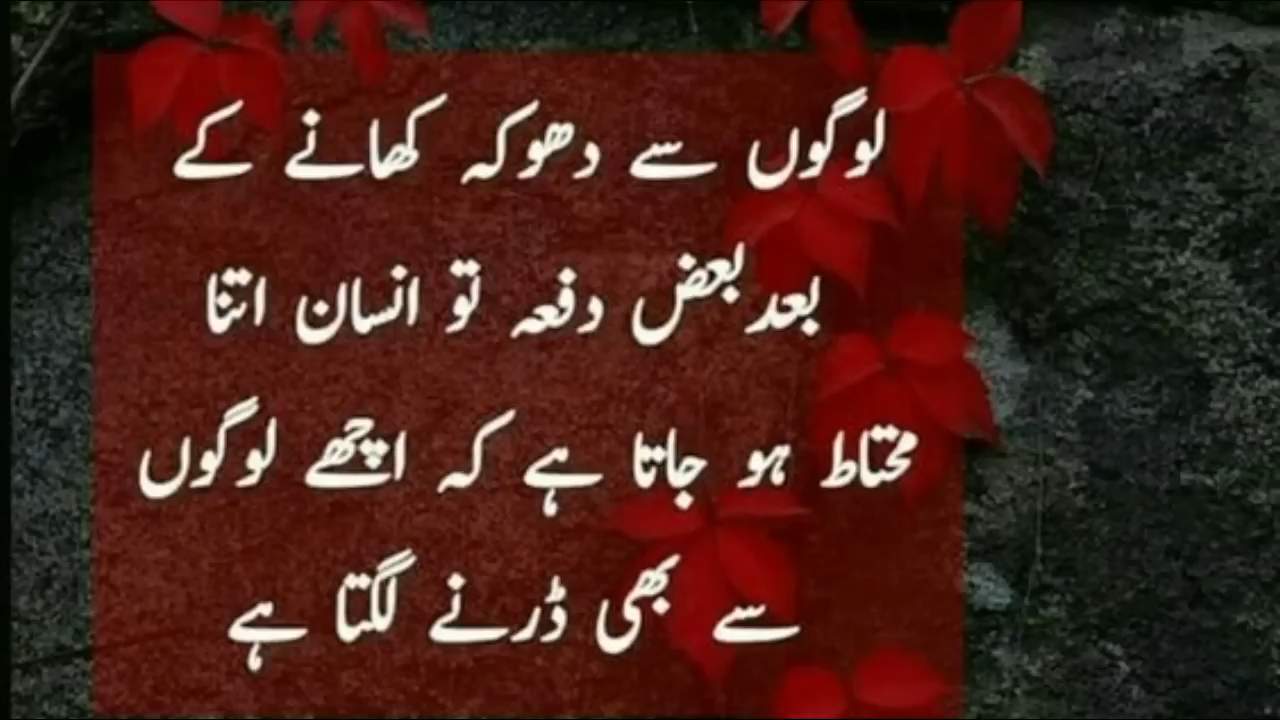 لوگوں سے دھوکہ کھانے کے
بعد بعض دفعہ تو انسان اتنا
محتاط ہو جاتا ہے کہ اچھے لوگوں
سے بھی ڈرنے لگتا ہے